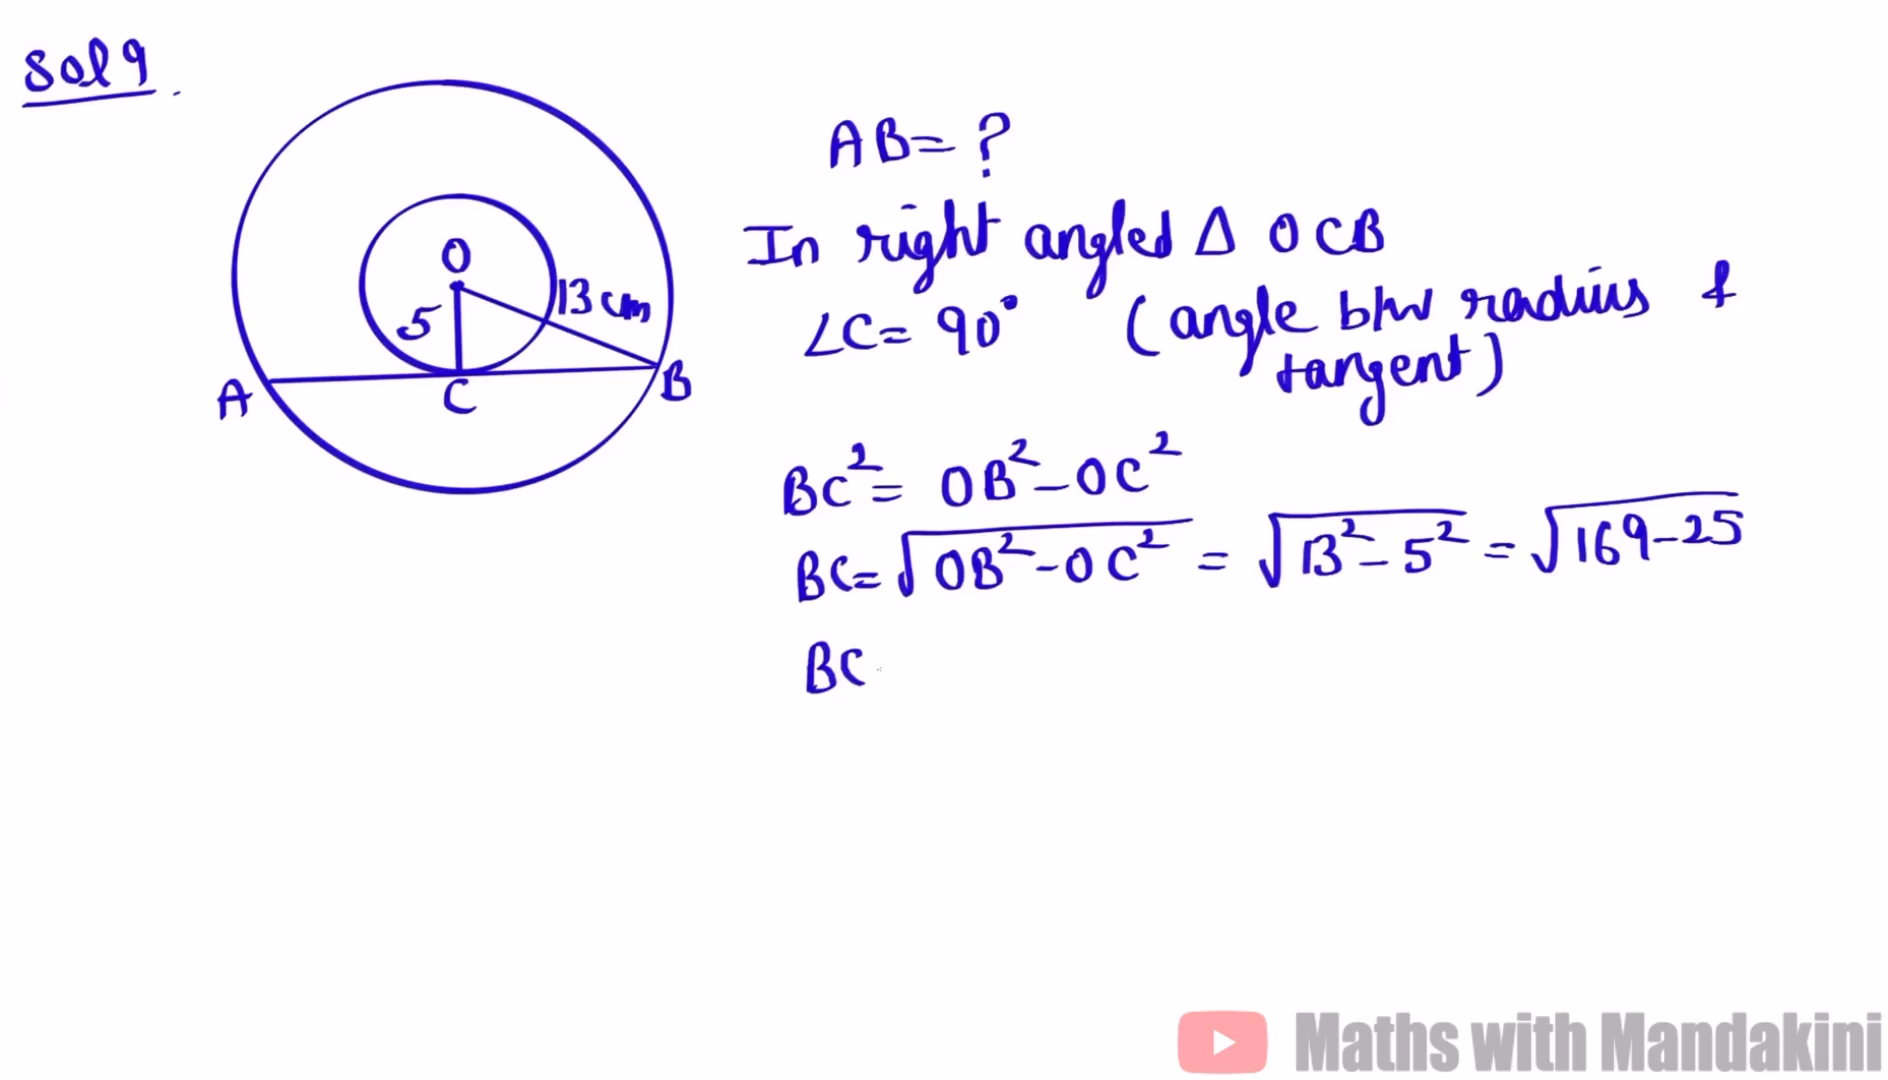 Sol 9.
O
5
13 cm
A
C
B
AB = ?
In right angled Δ OCB
∠C = 90° (angle b/w radius &
tangent)
BC² = OB² - OC²
BC = √OB² - OC² = √13² - 5² = √169 - 25
BC
Maths with Mandakini